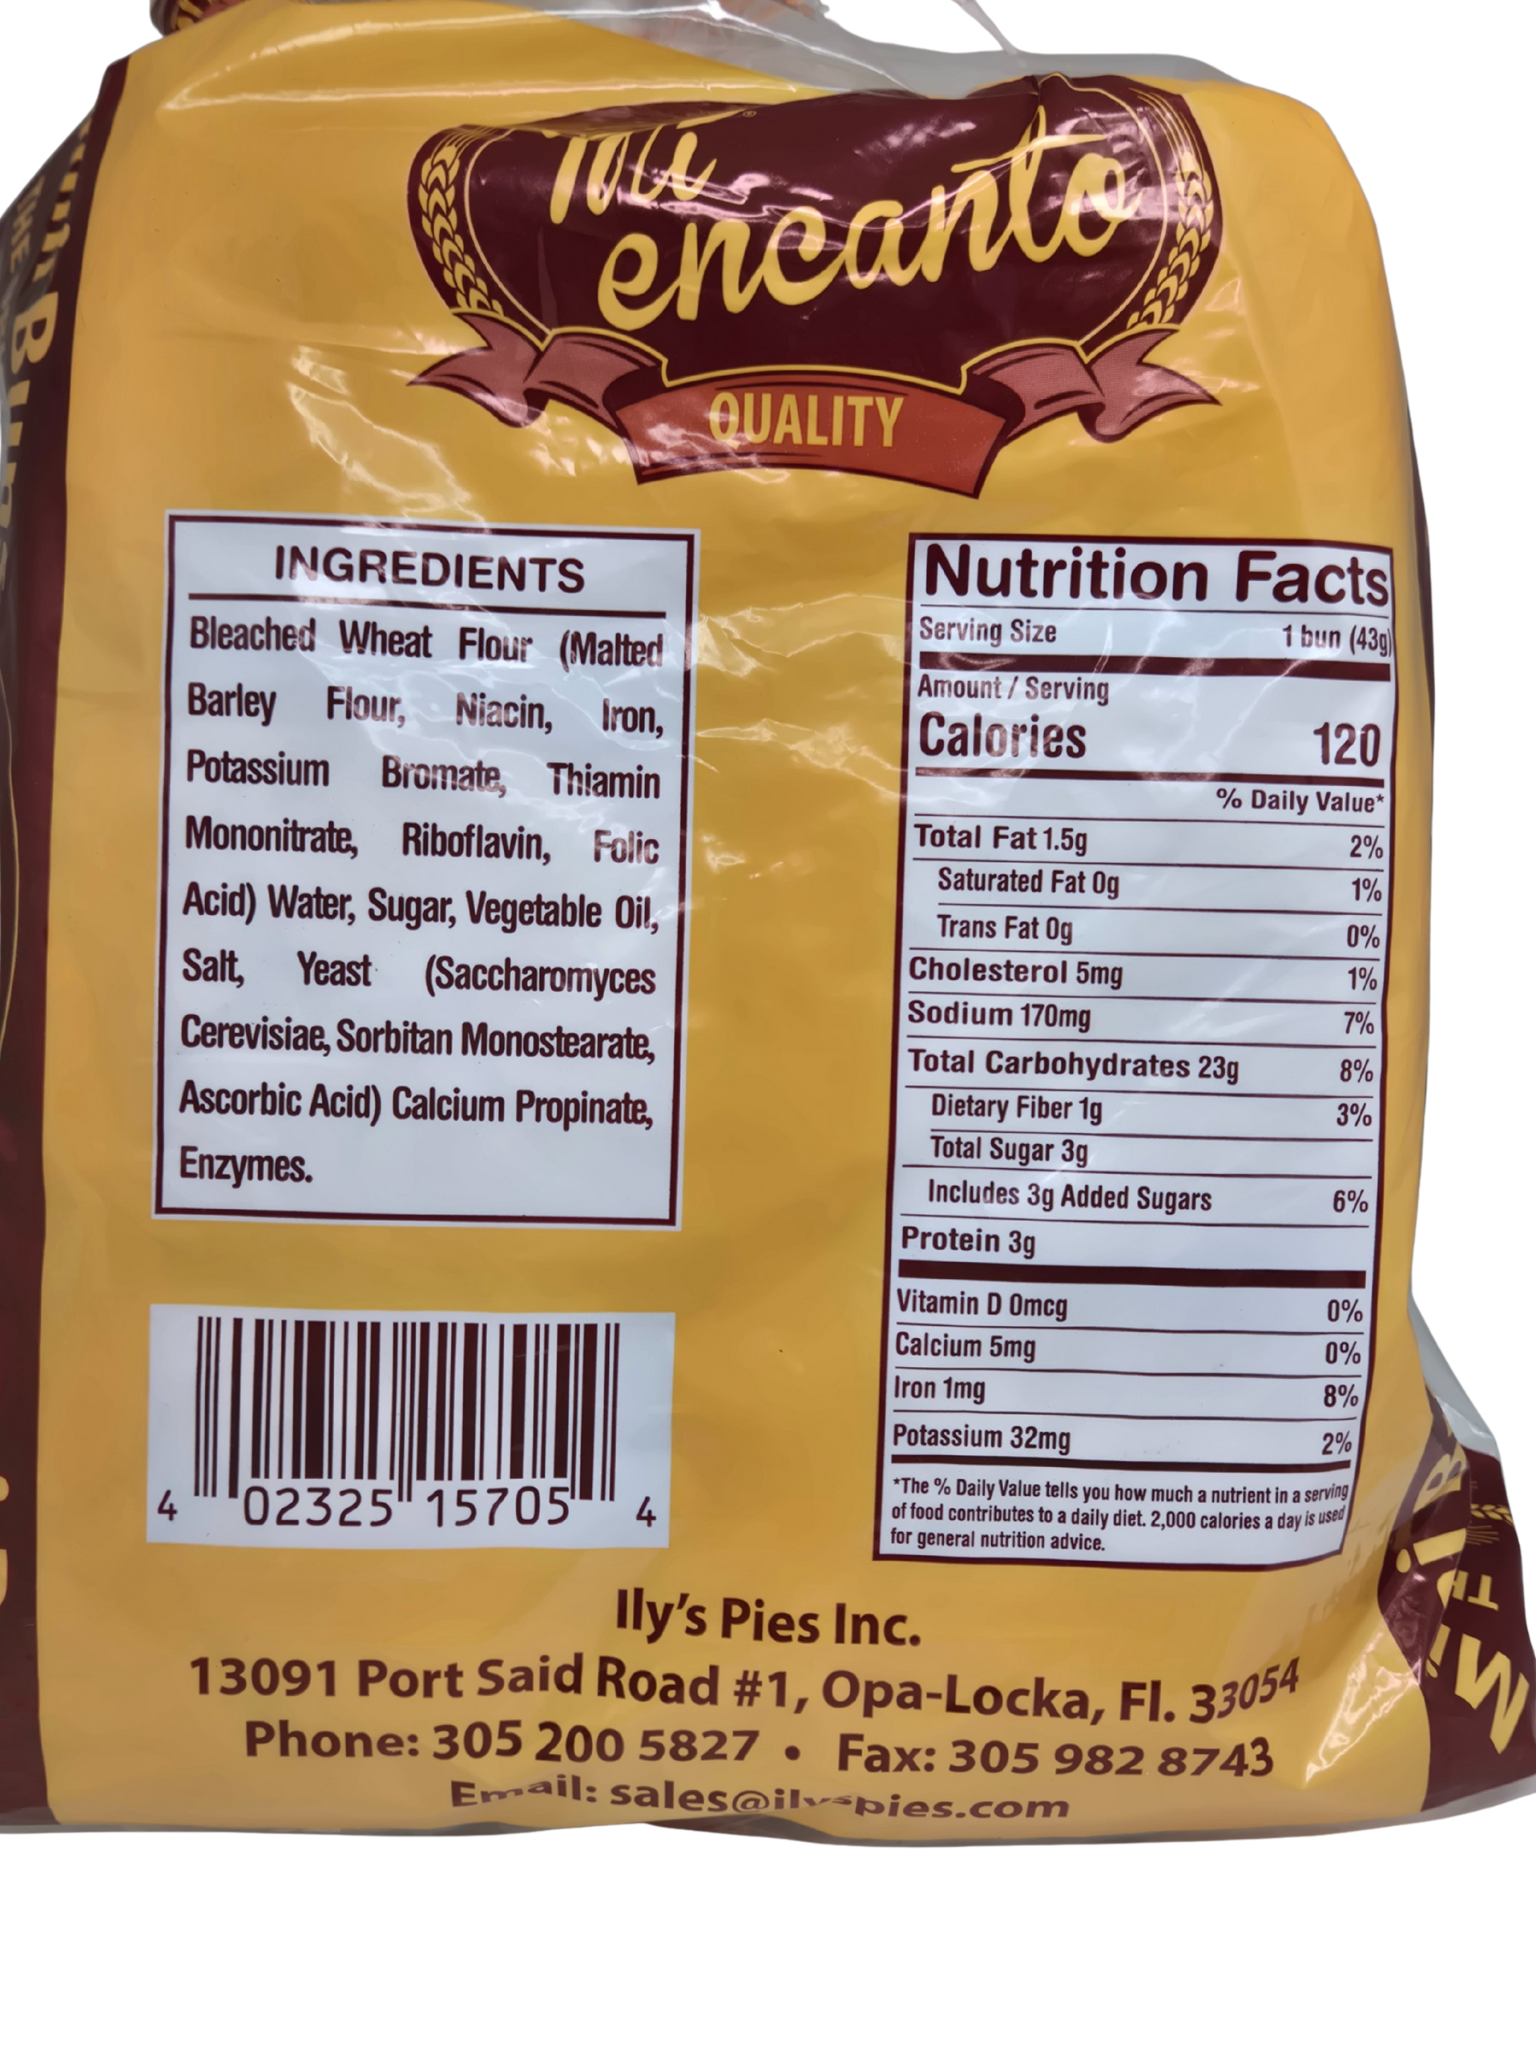 Mi
encanto
®
QUALITY
INGREDIENTS
Bleached Wheat Flour (Malted
Barley Flour, Niacin, Iron,
Potassium Bromate, Thiamin
Mononitrate, Riboflavin, Folic
Acid) Water, Sugar, Vegetable Oil,
Salt, Yeast (Saccharomyces
Cerevisiae, Sorbitan Monostearate,
Ascorbic Acid) Calcium Propinate,
Enzymes.
4 02325 15705 4
Nutrition Facts
Serving Size 1 bun (43g)
Amount / Serving
Calories 120
% Daily Value*
Total Fat 1.5g 2%
Saturated Fat 0g 1%
Trans Fat 0g 0%
Cholesterol 5mg 1%
Sodium 170mg 7%
Total Carbohydrates 23g 8%
Dietary Fiber 1g 3%
Total Sugar 3g
Includes 3g Added Sugars 6%
Protein 3g
Vitamin D 0mcg 0%
Calcium 5mg 0%
Iron 1mg 8%
Potassium 32mg 2%
*The % Daily Value tells you how much a nutrient in a serving
of food contributes to a daily diet. 2,000 calories a day is used
for general nutrition advice.
Ily's Pies Inc.
13091 Port Said Road #1, Opa-Locka, Fl. 33054
Phone: 305 200 5827 • Fax: 305 982 8743
Email: sales@ilyspies.com
THE